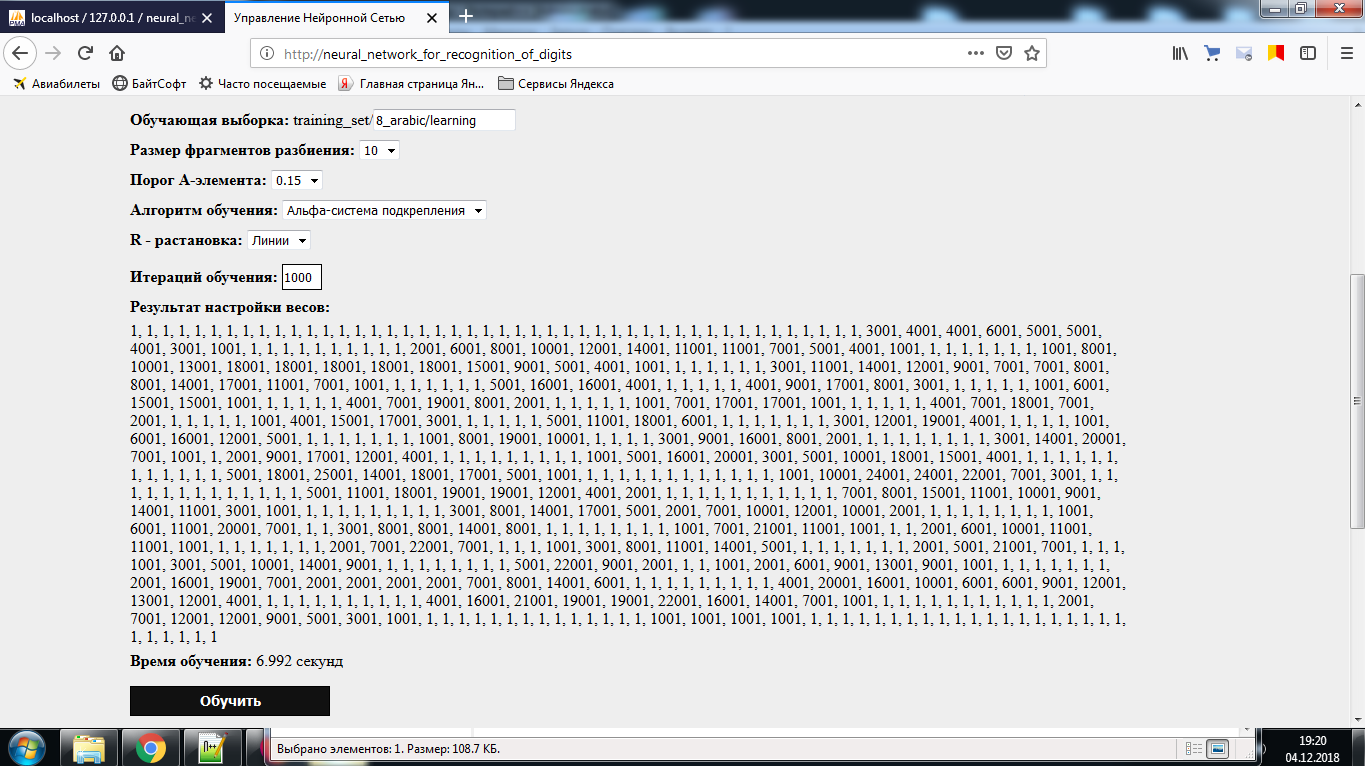 localhost / 127.0.0.1 / neural_ne
Управление Нейронной Сетью
http://neural_network_for_recognition_of_digits
Авиабилеты БайтСофт Часто посещаемые Главная страница Ян... Сервисы Яндекса
Обучающая выборка: training_set/8_arabic/learning
Размер фрагментов разбиения: 10
Порог А-элемента: 0.15
Алгоритм обучения: Альфа-система подкрепления
R - растановка: Линии
Итераций обучения: 1000
Результат настройки весов:
1, 1, 1, 1, 1, 1, 1, 1, 1, 1, 1, 1, 1, 1, 1, 1, 1, 1, 1, 1, 1, 1, 1, 1, 1, 1, 1, 1, 1, 1, 1, 1, 1, 1, 1, 1, 1, 1, 1, 1, 1, 1, 1, 1, 1, 1, 3001, 4001, 4001, 6001, 5001, 5001,
4001, 3001, 1001, 1, 1, 1, 1, 1, 1, 1, 1, 1, 1, 2001, 6001, 8001, 10001, 12001, 14001, 11001, 11001, 7001, 5001, 4001, 1001, 1, 1, 1, 1, 1, 1, 1, 1001, 8001,
10001, 13001, 18001, 18001, 18001, 18001, 18001, 15001, 9001, 5001, 4001, 1001, 1, 1, 1, 1, 1, 1, 3001, 11001, 14001, 12001, 9001, 7001, 7001, 8001,
8001, 14001, 17001, 11001, 7001, 1001, 1, 1, 1, 1, 1, 1, 5001, 16001, 16001, 4001, 1, 1, 1, 1, 1, 4001, 9001, 17001, 8001, 3001, 1, 1, 1, 1, 1, 1001, 6001,
15001, 15001, 1001, 1, 1, 1, 1, 1, 4001, 7001, 19001, 8001, 2001, 1, 1, 1, 1, 1, 1001, 7001, 17001, 17001, 1001, 1, 1, 1, 1, 1, 4001, 7001, 18001, 7001,
2001, 1, 1, 1, 1, 1, 1001, 4001, 15001, 17001, 3001, 1, 1, 1, 1, 1, 5001, 11001, 18001, 6001, 1, 1, 1, 1, 1, 1, 1, 3001, 12001, 19001, 4001, 1, 1, 1, 1, 1001,
6001, 16001, 12001, 5001, 1, 1, 1, 1, 1, 1, 1, 1001, 8001, 19001, 10001, 1, 1, 1, 1, 3001, 9001, 16001, 8001, 2001, 1, 1, 1, 1, 1, 1, 1, 1, 3001, 14001, 20001,
7001, 1001, 1, 2001, 9001, 17001, 12001, 4001, 1, 1, 1, 1, 1, 1, 1, 1, 1, 1001, 5001, 16001, 20001, 3001, 5001, 10001, 18001, 15001, 4001, 1, 1, 1, 1, 1, 1,
1, 1, 1, 1, 1, 1, 5001, 18001, 25001, 14001, 18001, 17001, 5001, 1001, 1, 1, 1, 1, 1, 1, 1, 1, 1, 1, 1, 1, 1001, 10001, 24001, 24001, 22001, 7001, 3001, 1, 1,
1, 1, 1, 1, 1, 1, 1, 1, 1, 1, 1, 5001, 11001, 18001, 19001, 19001, 12001, 4001, 2001, 1, 1, 1, 1, 1, 1, 1, 1, 1, 1, 1, 7001, 8001, 15001, 11001, 10001, 9001,
14001, 11001, 3001, 1001, 1, 1, 1, 1, 1, 1, 1, 1, 1, 3001, 8001, 14001, 17001, 5001, 2001, 7001, 10001, 12001, 10001, 2001, 1, 1, 1, 1, 1, 1, 1, 1, 1001,
6001, 11001, 20001, 7001, 1, 1, 3001, 8001, 8001, 14001, 8001, 1, 1, 1, 1, 1, 1, 1, 1, 1001, 7001, 21001, 11001, 1001, 1, 1, 2001, 6001, 10001, 11001,
11001, 1001, 1, 1, 1, 1, 1, 1, 1, 2001, 7001, 22001, 7001, 1, 1, 1, 1001, 3001, 8001, 11001, 14001, 5001, 1, 1, 1, 1, 1, 1, 1, 2001, 5001, 21001, 7001, 1, 1, 1,
1001, 3001, 5001, 10001, 14001, 9001, 1, 1, 1, 1, 1, 1, 1, 1, 5001, 22001, 9001, 2001, 1, 1, 1001, 2001, 6001, 9001, 13001, 9001, 1001, 1, 1, 1, 1, 1, 1, 1,
2001, 16001, 19001, 7001, 2001, 2001, 2001, 2001, 7001, 8001, 14001, 6001, 1, 1, 1, 1, 1, 1, 1, 1, 1, 4001, 20001, 16001, 10001, 6001, 6001, 9001, 12001,
13001, 12001, 4001, 1, 1, 1, 1, 1, 1, 1, 1, 1, 1, 4001, 16001, 21001, 19001, 19001, 22001, 16001, 14001, 7001, 1001, 1, 1, 1, 1, 1, 1, 1, 1, 1, 1, 1, 2001,
7001, 12001, 12001, 9001, 5001, 3001, 1001, 1, 1, 1, 1, 1, 1, 1, 1, 1, 1, 1, 1, 1, 1, 1001, 1001, 1001, 1001, 1, 1, 1, 1, 1, 1, 1, 1, 1, 1, 1, 1, 1, 1, 1, 1, 1, 1, 1, 1,
1, 1, 1, 1, 1, 1
Время обучения: 6.992 секунд
Обучить
Выбрано элементов: 1. Размер: 108.7 КБ.
19:20
04.12.2018